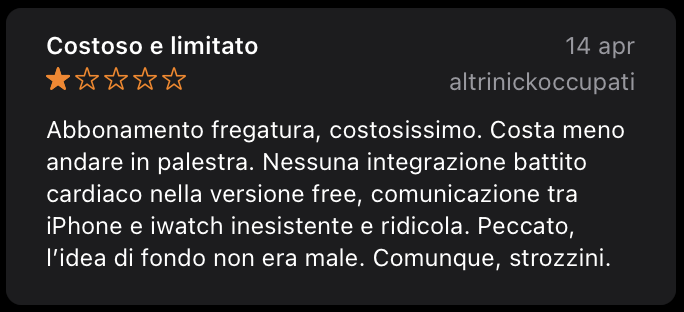 Costoso e limitato
14 apr
altrinickoccupati
Abbonamento fregatura, costosissimo. Costa meno
andare in palestra. Nessuna integrazione battito
cardiaco nella versione free, comunicazione tra
iPhone e iwatch inesistente e ridicola. Peccato,
l’idea di fondo non era male. Comunque, strozzini.